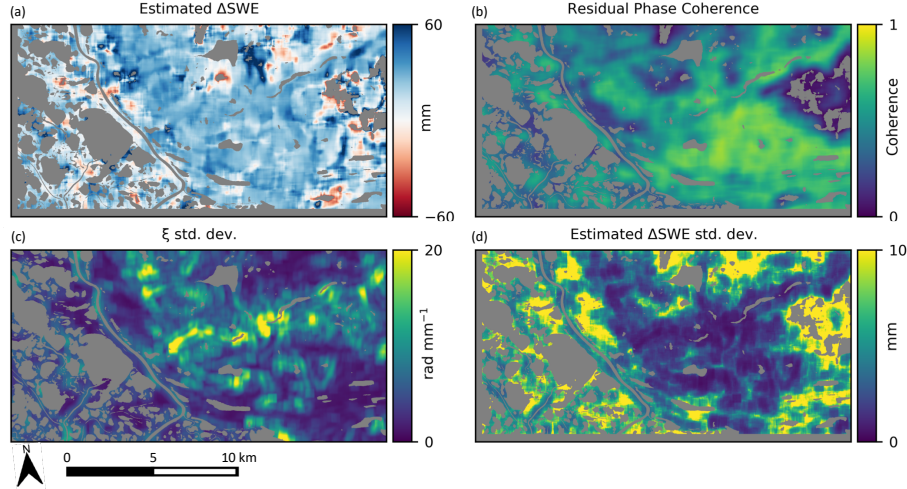 (a) Estimated ΔSWE
60
mm
−60
(b) Residual Phase Coherence
1
Coherence
0
(c) ξ std. dev.
20
rad mm⁻¹
0
(d) Estimated ΔSWE std. dev.
10
mm
0
N
0 5 10 km